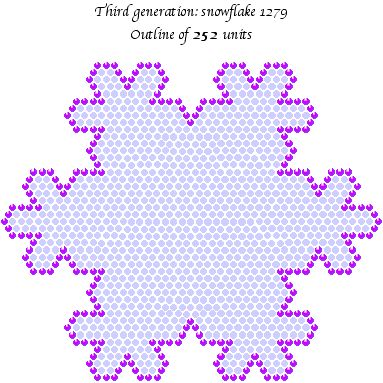 Third generation: snowflake 1279
Outline of 252 units